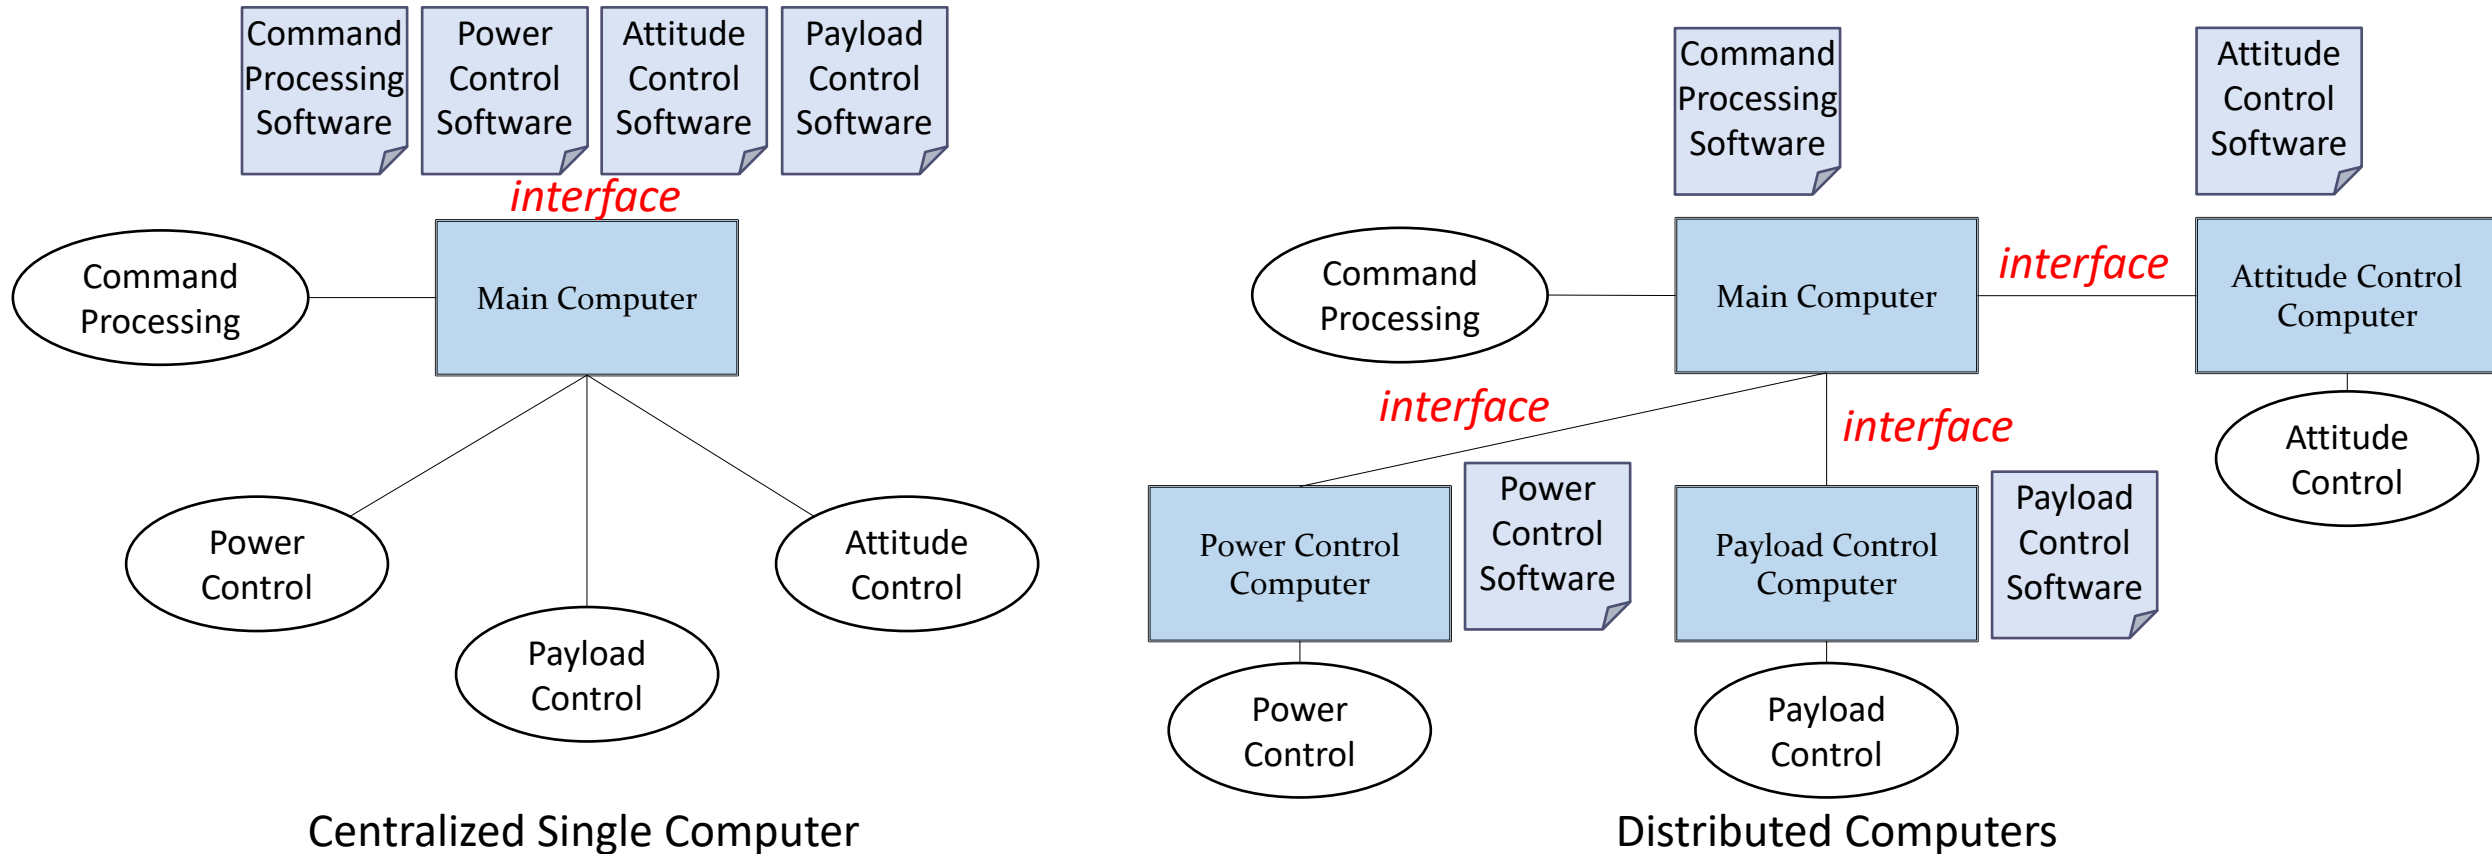 Command
Processing
Software
Power
Control
Software
Attitude
Control
Software
Payload
Control
Software
interface
Main Computer
Command
Processing
Power
Control
Payload
Control
Attitude
Control
Centralized Single Computer
Command
Processing
Software
Attitude
Control
Software
Command
Processing
Main Computer
interface
Attitude Control
Computer
interface
interface
Attitude
Control
Power Control
Computer
Power
Control
Software
Payload Control
Computer
Payload
Control
Software
Power
Control
Payload
Control
Distributed Computers